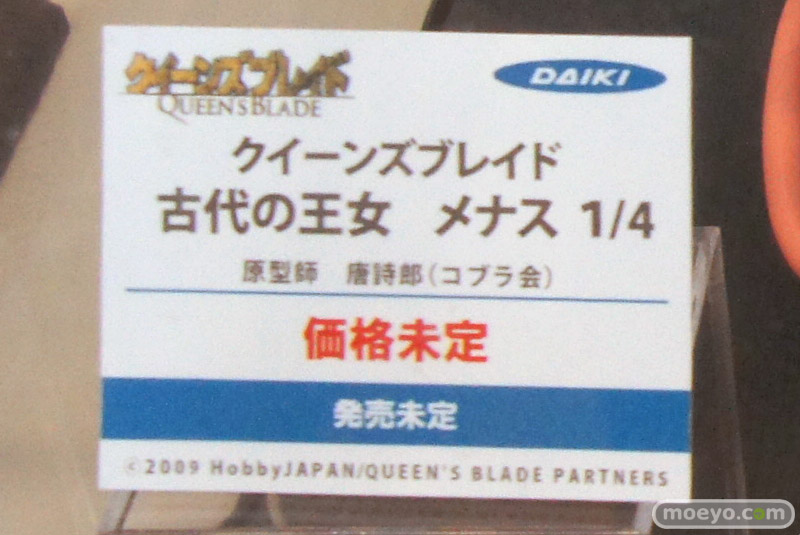 クイーンズブレイド
QUEEN'S BLADE
DAIKI
クイーンズブレイド
古代の王女 メナス 1/4
原型師 唐詩郎(コブラ会)
価格未定
発売未定
©2009 HobbyJAPAN/QUEEN'S BLADE PARTNERS
moeyo.com